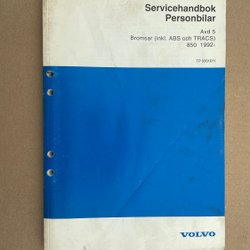 Servicehandbok
Personbilar
Avd 5
Bromsar (inkl. ABS och TRACS)
850 1992-
VOLVO